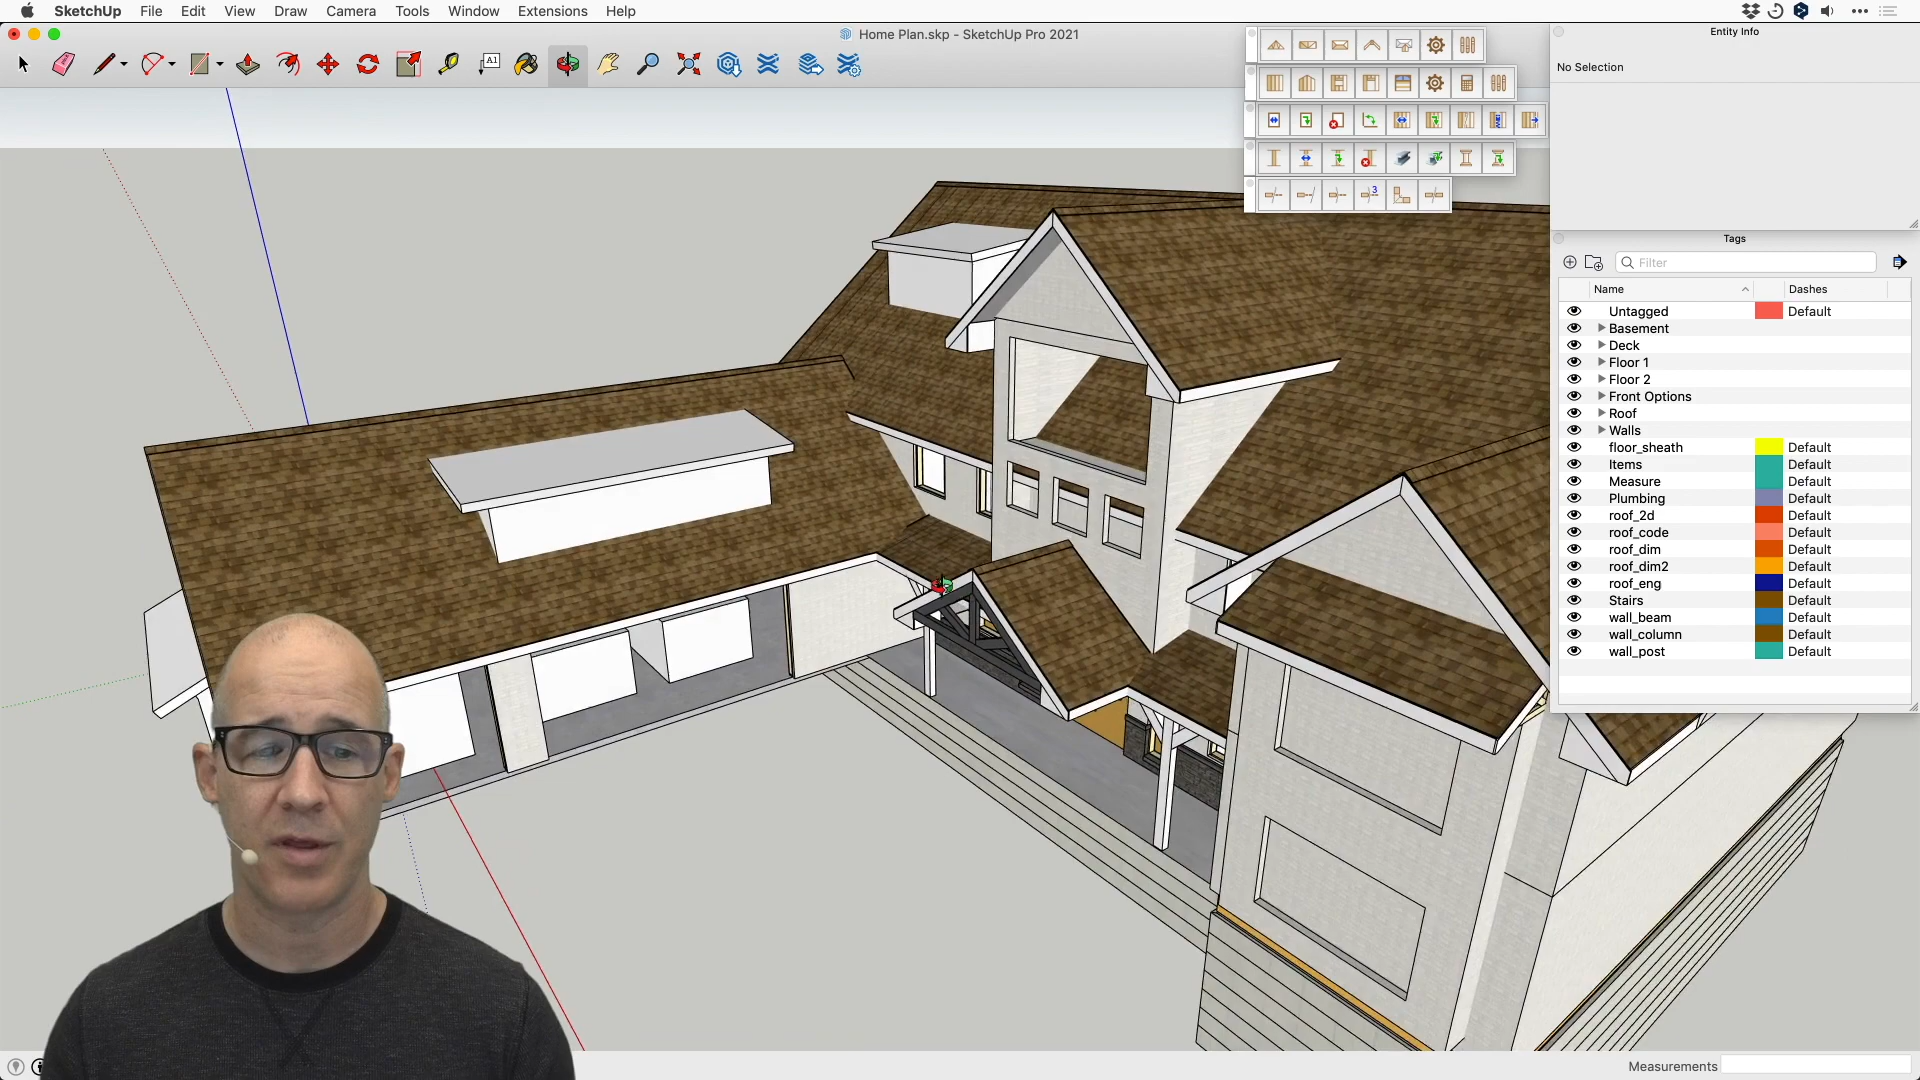 SketchUp File Edit View Draw Camera Tools Window Extensions Help
Home Plan.skp - SketchUp Pro 2021
A1
3
Entity Info
No Selection
Tags
Filter
Name Dashes
Untagged Default
Basement
Deck
Floor 1
Floor 2
Front Options
Roof
Walls
floor_sheath Default
Items Default
Measure Default
Plumbing Default
roof_2d Default
roof_code Default
roof_dim Default
roof_dim2 Default
roof_eng Default
Stairs Default
wall_beam Default
wall_column Default
wall_post Default
Measurements